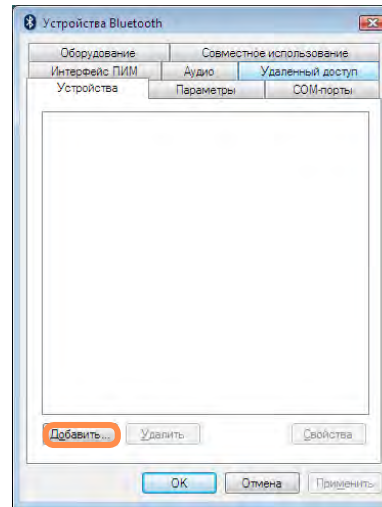 Устройства Bluetooth
Оборудование Совместное использование
Интерфейс ПИМ Аудио Удаленный доступ
Устройства Параметры COM-порты
Добавить... Удалить Свойства
OK Отмена Применить